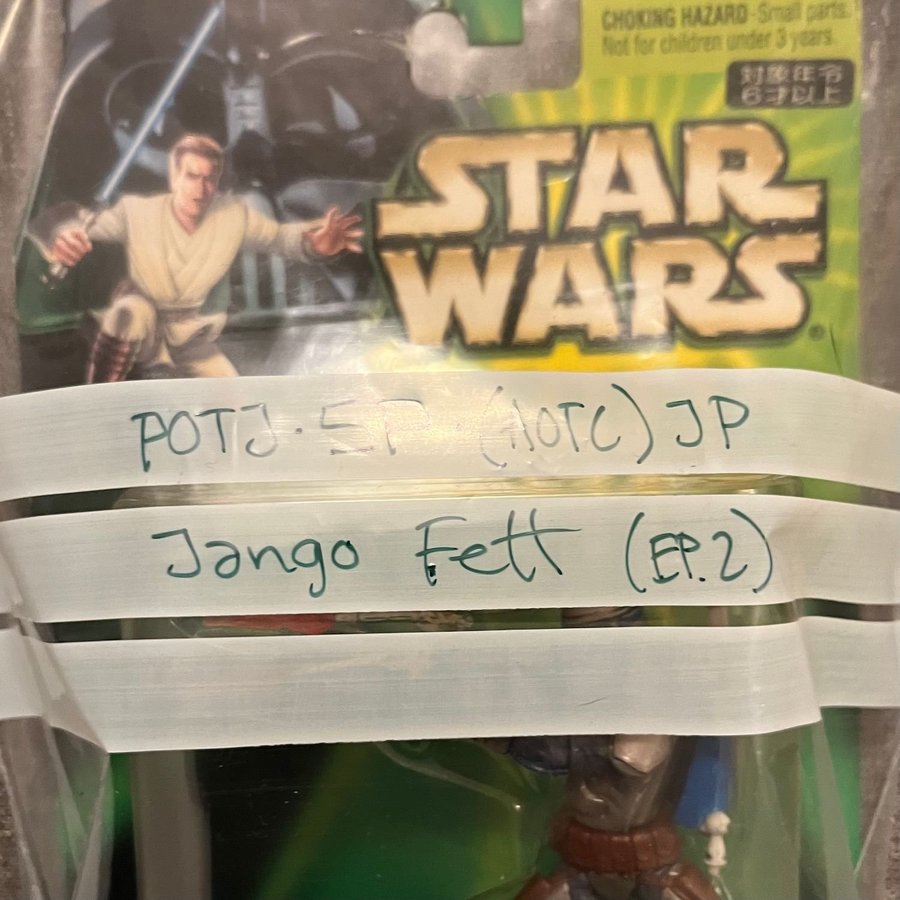 CHOKING HAZARD-Small parts.
Not for children under 3 years.
対象年令
6才以上
STAR
WARS
POTJ·SP·(AOTC) JP
Jango Fett (EP.2)